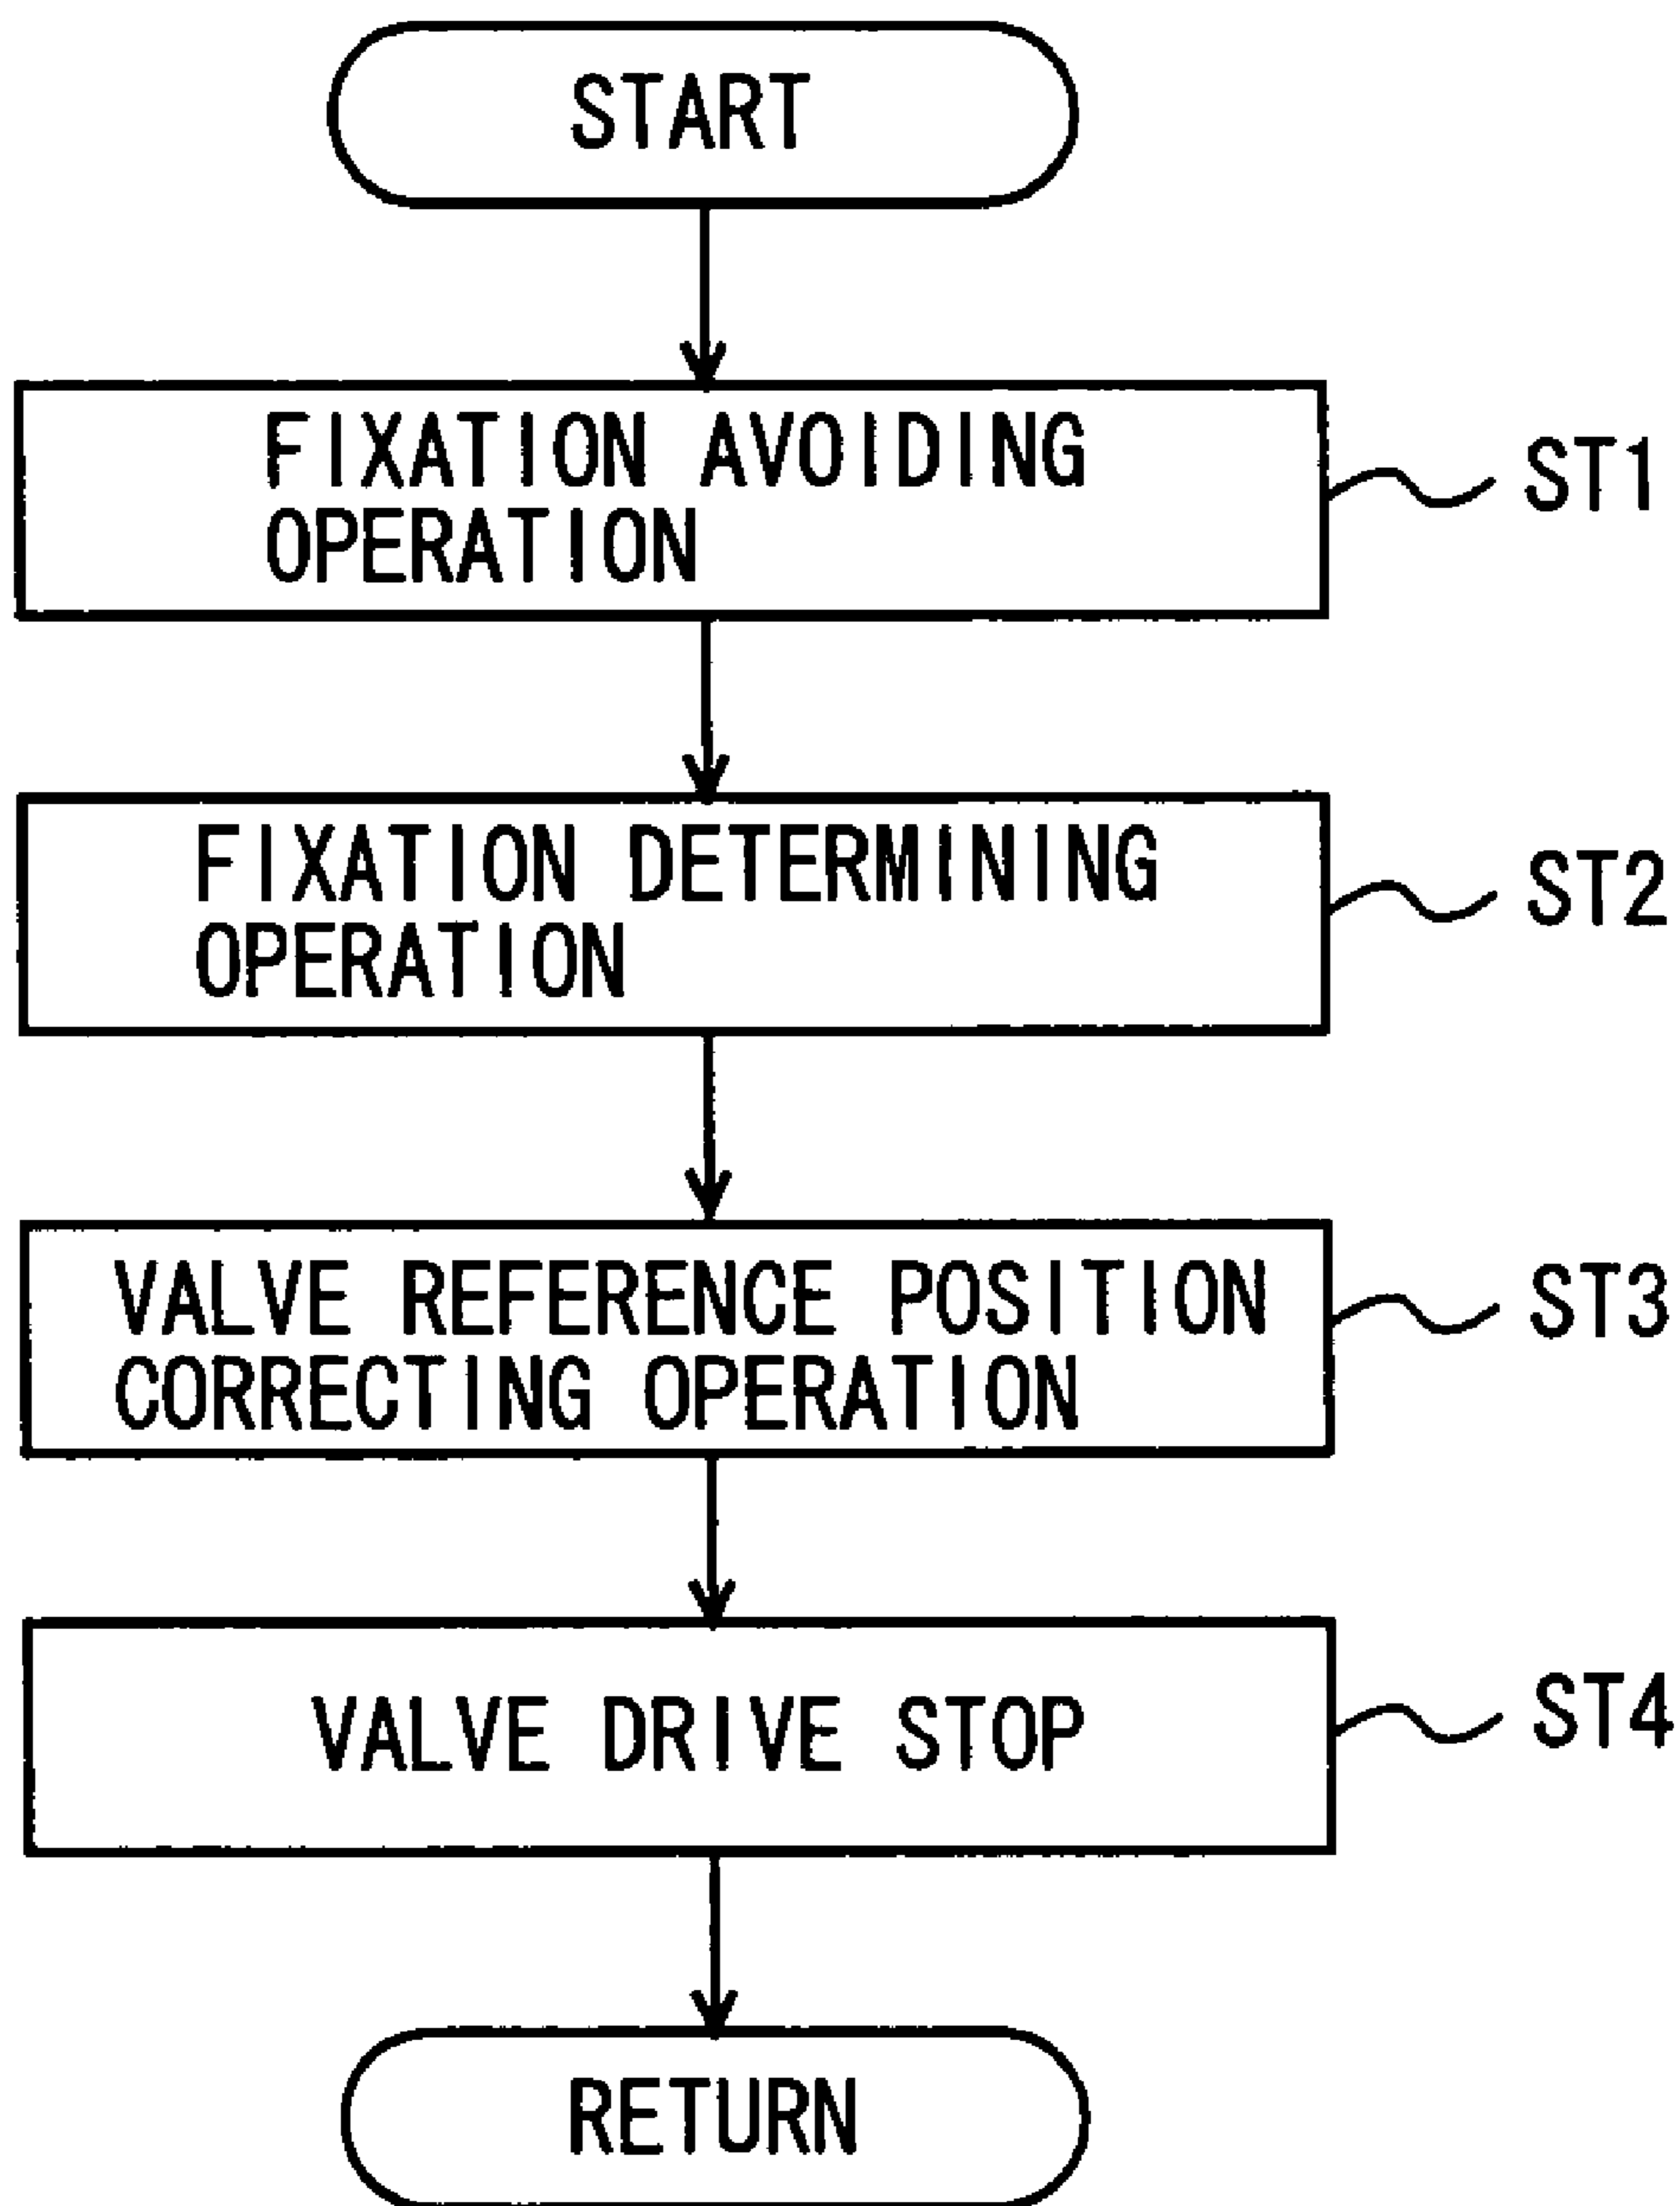 START
FIXATION AVOIDING
OPERATION
ST1
FIXATION DETERMINING
OPERATION
ST2
VALVE REFERENCE POSITION
CORRECTING OPERATION
ST3
VALVE DRIVE STOP
ST4
RETURN